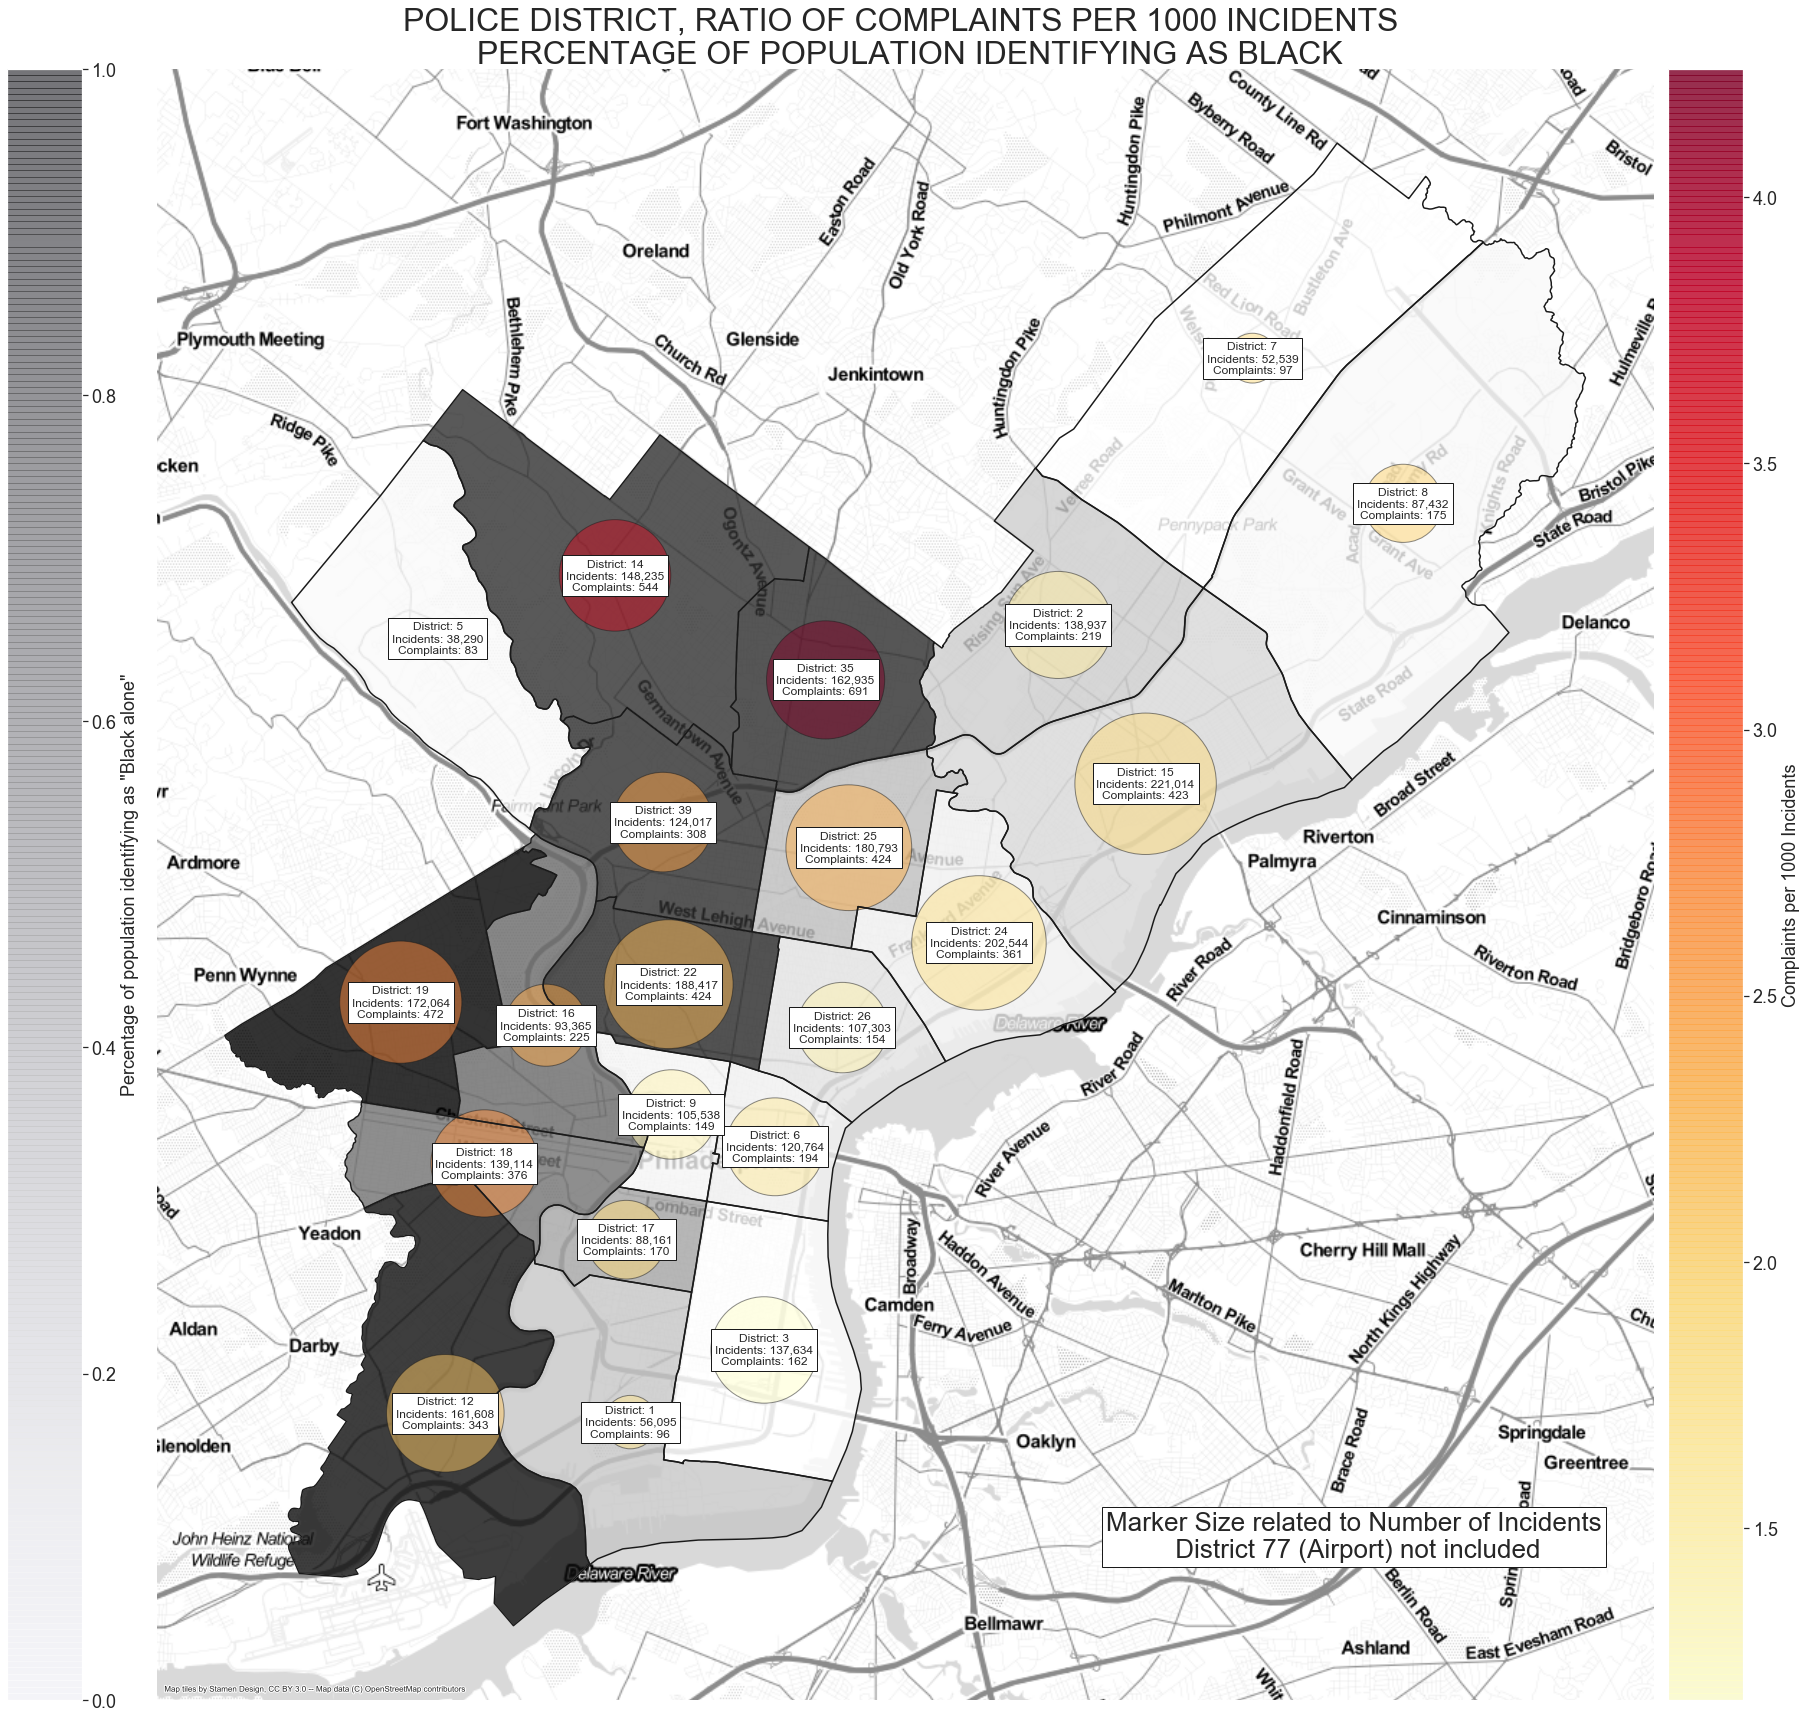 POLICE DISTRICT, RATIO OF COMPLAINTS PER 1000 INCIDENTS
PERCENTAGE OF POPULATION IDENTIFYING AS BLACK
1.0
0.8
0.6
0.4
0.2
0.0
Percentage of population identifying as "Black alone"
4.0
3.5
3.0
2.5
2.0
1.5
Complaints per 1000 Incidents
Fort Washington
Oreland
Plymouth Meeting
Glenside
Jenkintown
Bethlehem Pike
Church Rd
Easton Road
Old York Road
Huntingdon Pike
Huntingdon Pike
Philmont Avenue
Byberry Road
County Line Rd
Bristol
Red Lion Road
Bustleton Ave
District: 7
Incidents: 52,539
Complaints: 97
Ridge Pike
cken
Verree Road
Pennypack Park
Grant Ave
Grant Ave
Knights Road
District: 8
Incidents: 87,432
Complaints: 175
Bristol Pike
State Road
Ogontz Avenue
District: 14
Incidents: 148,235
Complaints: 544
District: 5
Incidents: 38,290
Complaints: 83
District: 35
Incidents: 162,935
Complaints: 691
Rising Sun Ave
District: 2
Incidents: 138,937
Complaints: 219
Delanco
State Road
Germantown Avenue
Lincoln Dr
Fairmount Park
District: 39
Incidents: 124,017
Complaints: 308
District: 25
Incidents: 180,793
Complaints: 424
Avenue
District: 15
Incidents: 221,014
Complaints: 423
Broad Street
Riverton
Palmyra
Ardmore
West Lehigh Avenue
District: 24
Incidents: 202,544
Complaints: 361
Cinnaminson
Riverton Road
Bridgeboro Road
River Road
Penn Wynne
District: 19
Incidents: 172,064
Complaints: 472
District: 16
Incidents: 93,365
Complaints: 225
District: 22
Incidents: 188,417
Complaints: 424
District: 26
Incidents: 107,303
Complaints: 154
Delaware River
River Road
Haddonfield Road
Chestnut Street
District: 9
Incidents: 105,538
Complaints: 149
District: 18
Incidents: 139,114
Complaints: 376
District: 6
Incidents: 120,764
Complaints: 194
Philad
River Avenue
Yeadon
Lombard Street
District: 17
Incidents: 88,161
Complaints: 170
Broadway
Haddon Avenue
Cherry Hill Mall
Marlton Pike
North Kings Highway
Camden
Ferry Avenue
Aldan
Darby
District: 3
Incidents: 137,634
Complaints: 162
District: 12
Incidents: 161,608
Complaints: 343
District: 1
Incidents: 56,095
Complaints: 96
Glenolden
Oaklyn
Brace Road
Springdale
Greentree
Marker Size related to Number of Incidents
District 77 (Airport) not included
John Heinz National
Wildlife Refuge
Delaware River
Berlin Road
Bellmawr
Ashland
East Evesham Road
Map tiles by Stamen Design, CC BY 3.0 -- Map data (C) OpenStreetMap contributors